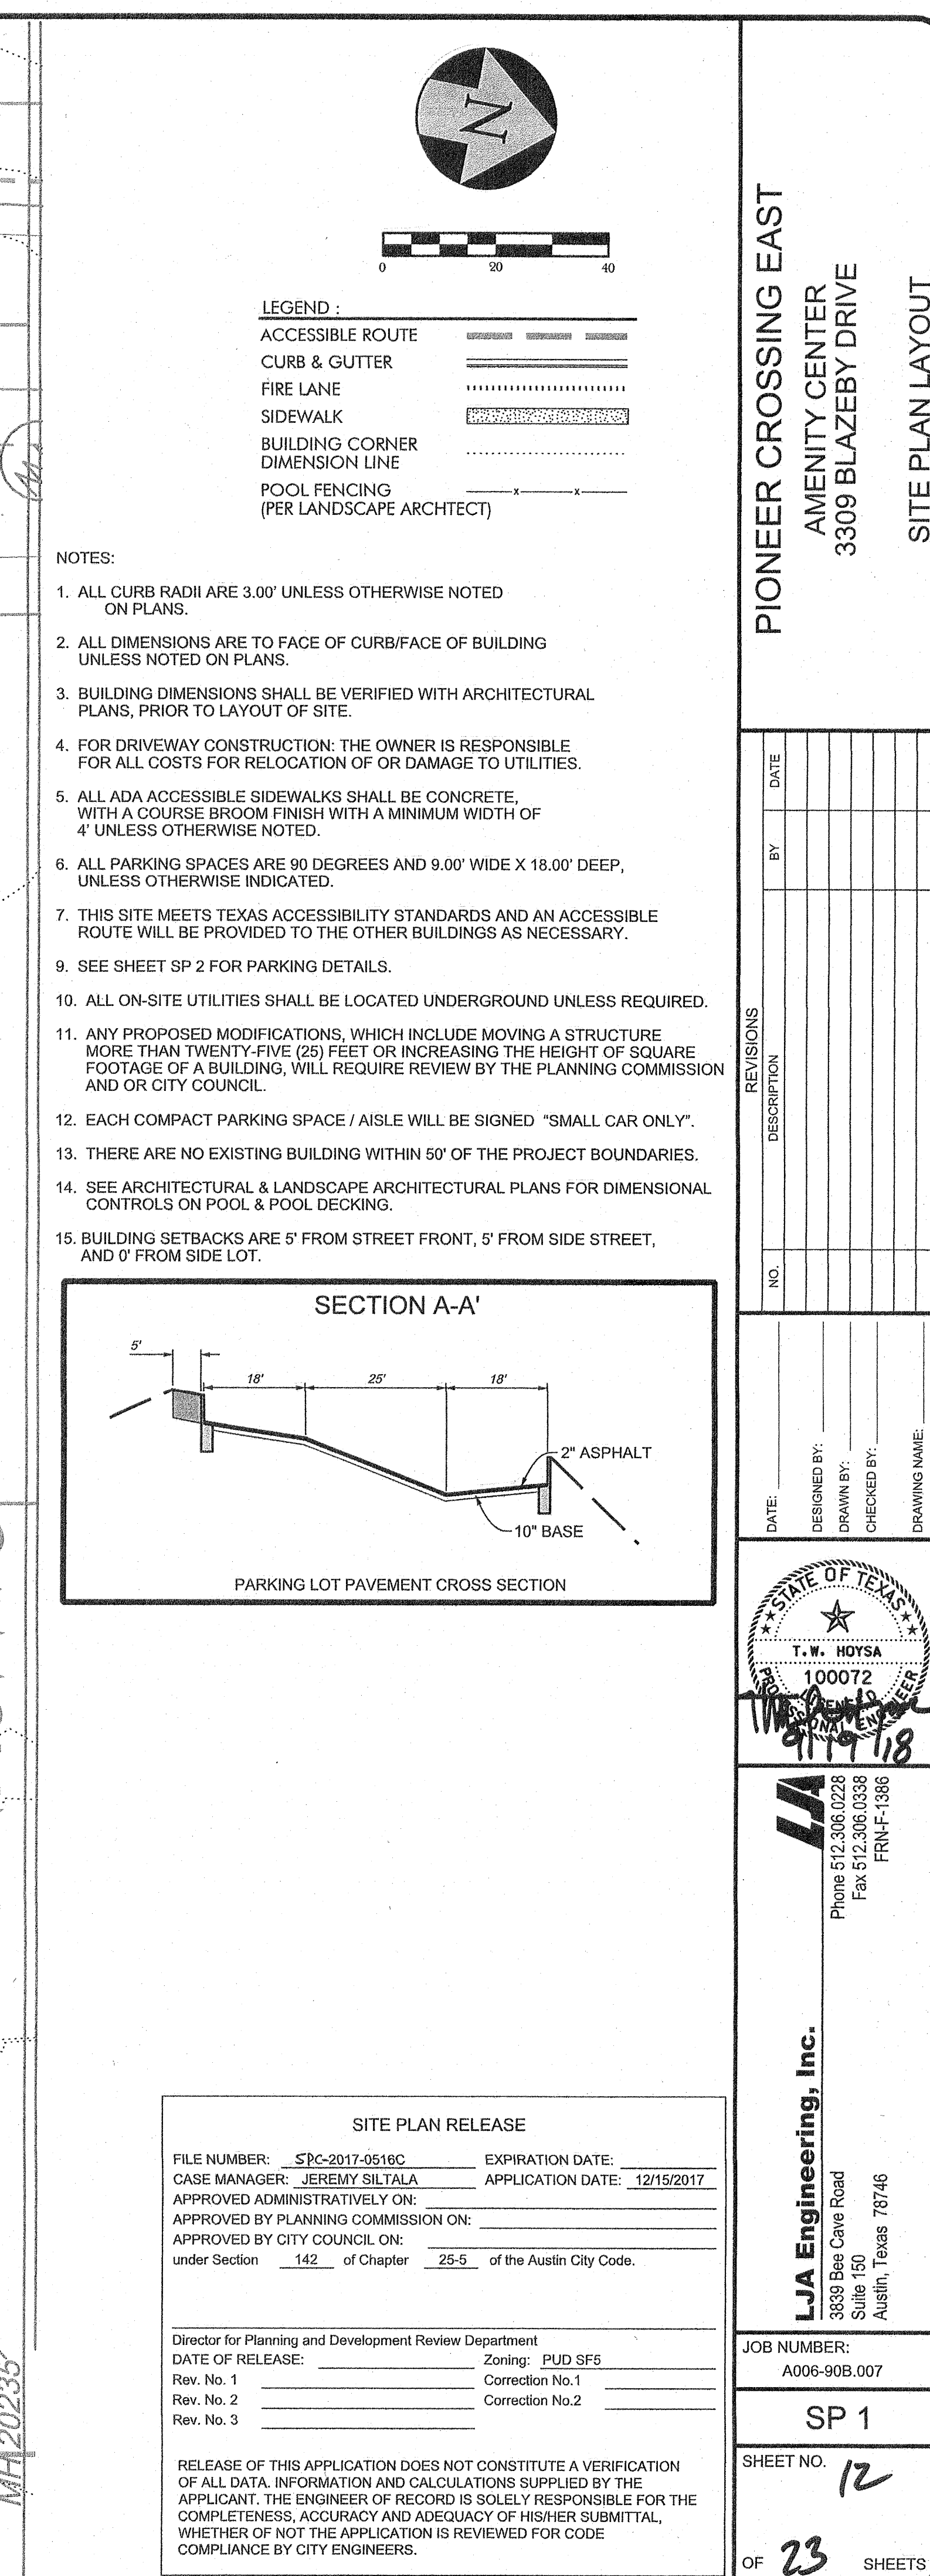 N
0 20 40
LEGEND :
ACCESSIBLE ROUTE
CURB & GUTTER
FIRE LANE
SIDEWALK
BUILDING CORNER
DIMENSION LINE
POOL FENCING
(PER LANDSCAPE ARCHTECT)
x x
NOTES:
1. ALL CURB RADII ARE 3.00' UNLESS OTHERWISE NOTED
ON PLANS.
2. ALL DIMENSIONS ARE TO FACE OF CURB/FACE OF BUILDING
UNLESS NOTED ON PLANS.
3. BUILDING DIMENSIONS SHALL BE VERIFIED WITH ARCHITECTURAL
PLANS, PRIOR TO LAYOUT OF SITE.
4. FOR DRIVEWAY CONSTRUCTION: THE OWNER IS RESPONSIBLE
FOR ALL COSTS FOR RELOCATION OF OR DAMAGE TO UTILITIES.
5. ALL ADA ACCESSIBLE SIDEWALKS SHALL BE CONCRETE,
WITH A COURSE BROOM FINISH WITH A MINIMUM WIDTH OF
4' UNLESS OTHERWISE NOTED.
6. ALL PARKING SPACES ARE 90 DEGREES AND 9.00' WIDE X 18.00' DEEP,
UNLESS OTHERWISE INDICATED.
7. THIS SITE MEETS TEXAS ACCESSIBILITY STANDARDS AND AN ACCESSIBLE
ROUTE WILL BE PROVIDED TO THE OTHER BUILDINGS AS NECESSARY.
9. SEE SHEET SP 2 FOR PARKING DETAILS.
10. ALL ON-SITE UTILITIES SHALL BE LOCATED UNDERGROUND UNLESS REQUIRED.
11. ANY PROPOSED MODIFICATIONS, WHICH INCLUDE MOVING A STRUCTURE
MORE THAN TWENTY-FIVE (25) FEET OR INCREASING THE HEIGHT OF SQUARE
FOOTAGE OF A BUILDING, WILL REQUIRE REVIEW BY THE PLANNING COMMISSION
AND OR CITY COUNCIL.
12. EACH COMPACT PARKING SPACE / AISLE WILL BE SIGNED "SMALL CAR ONLY".
13. THERE ARE NO EXISTING BUILDING WITHIN 50' OF THE PROJECT BOUNDARIES.
14. SEE ARCHITECTURAL & LANDSCAPE ARCHITECTURAL PLANS FOR DIMENSIONAL
CONTROLS ON POOL & POOL DECKING.
15. BUILDING SETBACKS ARE 5' FROM STREET FRONT, 5' FROM SIDE STREET,
AND 0' FROM SIDE LOT.
SECTION A-A'
5'
18' 25' 18'
2" ASPHALT
10" BASE
PARKING LOT PAVEMENT CROSS SECTION
SITE PLAN RELEASE
FILE NUMBER: SPC-2017-0516C EXPIRATION DATE:
CASE MANAGER: JEREMY SILTALA APPLICATION DATE: 12/15/2017
APPROVED ADMINISTRATIVELY ON:
APPROVED BY PLANNING COMMISSION ON:
APPROVED BY CITY COUNCIL ON:
under Section 142 of Chapter 25-5 of the Austin City Code.
Director for Planning and Development Review Department
DATE OF RELEASE: Zoning: PUD SF5
Rev. No. 1 Correction No.1
Rev. No. 2 Correction No.2
Rev. No. 3
RELEASE OF THIS APPLICATION DOES NOT CONSTITUTE A VERIFICATION
OF ALL DATA. INFORMATION AND CALCULATIONS SUPPLIED BY THE
APPLICANT. THE ENGINEER OF RECORD IS SOLELY RESPONSIBLE FOR THE
COMPLETENESS, ACCURACY AND ADEQUACY OF HIS/HER SUBMITTAL,
WHETHER OF NOT THE APPLICATION IS REVIEWED FOR CODE
COMPLIANCE BY CITY ENGINEERS.
MH 20235
PIONEER CROSSING EAST
AMENITY CENTER
3309 BLAZEBY DRIVE
SITE PLAN LAYOUT
REVISIONS
NO. DESCRIPTION BY DATE
DATE:
DESIGNED BY:
DRAWN BY:
CHECKED BY:
DRAWING NAME:
STATE OF TEXAS
T.W. HOYSA
100072
LICENSED
PROFESSIONAL ENGINEER
9/19/18
LJA
LJA Engineering, Inc.
3839 Bee Cave Road
Suite 150
Austin, Texas 78746
Phone 512.306.0228
Fax 512.306.0338
FRN-F-1386
JOB NUMBER:
A006-90B.007
SP 1
SHEET NO. 12
OF 23 SHEETS